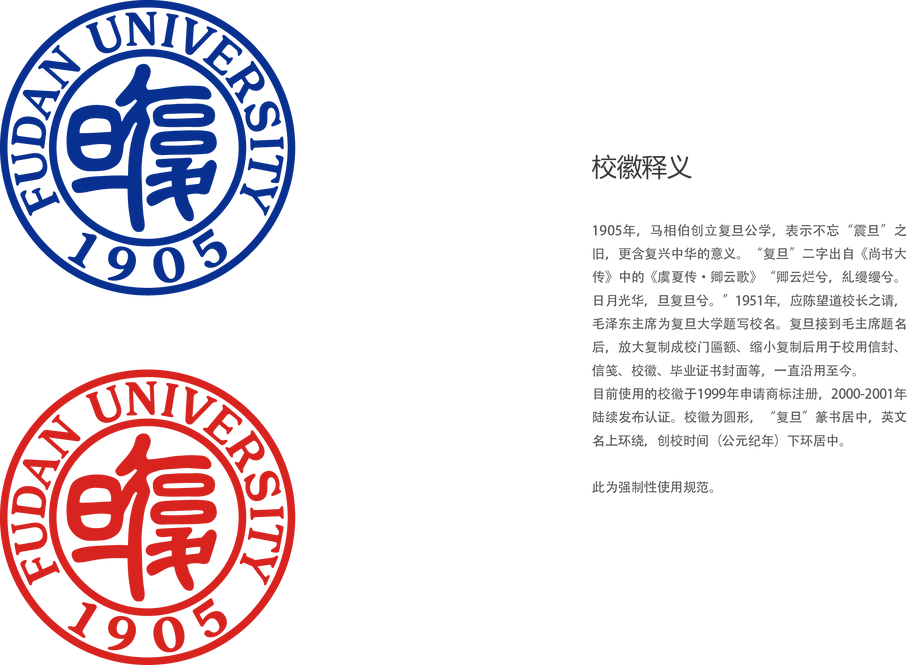 FUDAN UNIVERSITY
旦復
1905
FUDAN UNIVERSITY
旦復
1905
校徽释义
1905年，马相伯创立复旦公学，表示不忘“震旦”之
旧，更含复兴中华的意义。“复旦”二字出自《尚书大
传》中的《虞夏传·卿云歌》“卿云烂兮，糺缦缦兮。
日月光华，旦复旦兮。”1951年，应陈望道校长之请，
毛泽东主席为复旦大学题写校名。复旦接到毛主席题名
后，放大复制成校门匾额、缩小复制后用于校用信封、
信笺、校徽、毕业证书封面等，一直沿用至今。
目前使用的校徽于1999年申请商标注册，2000-2001年
陆续发布认证。校徽为圆形，“复旦”篆书居中，英文
名上环绕，创校时间（公元纪年）下环居中。
此为强制性使用规范。